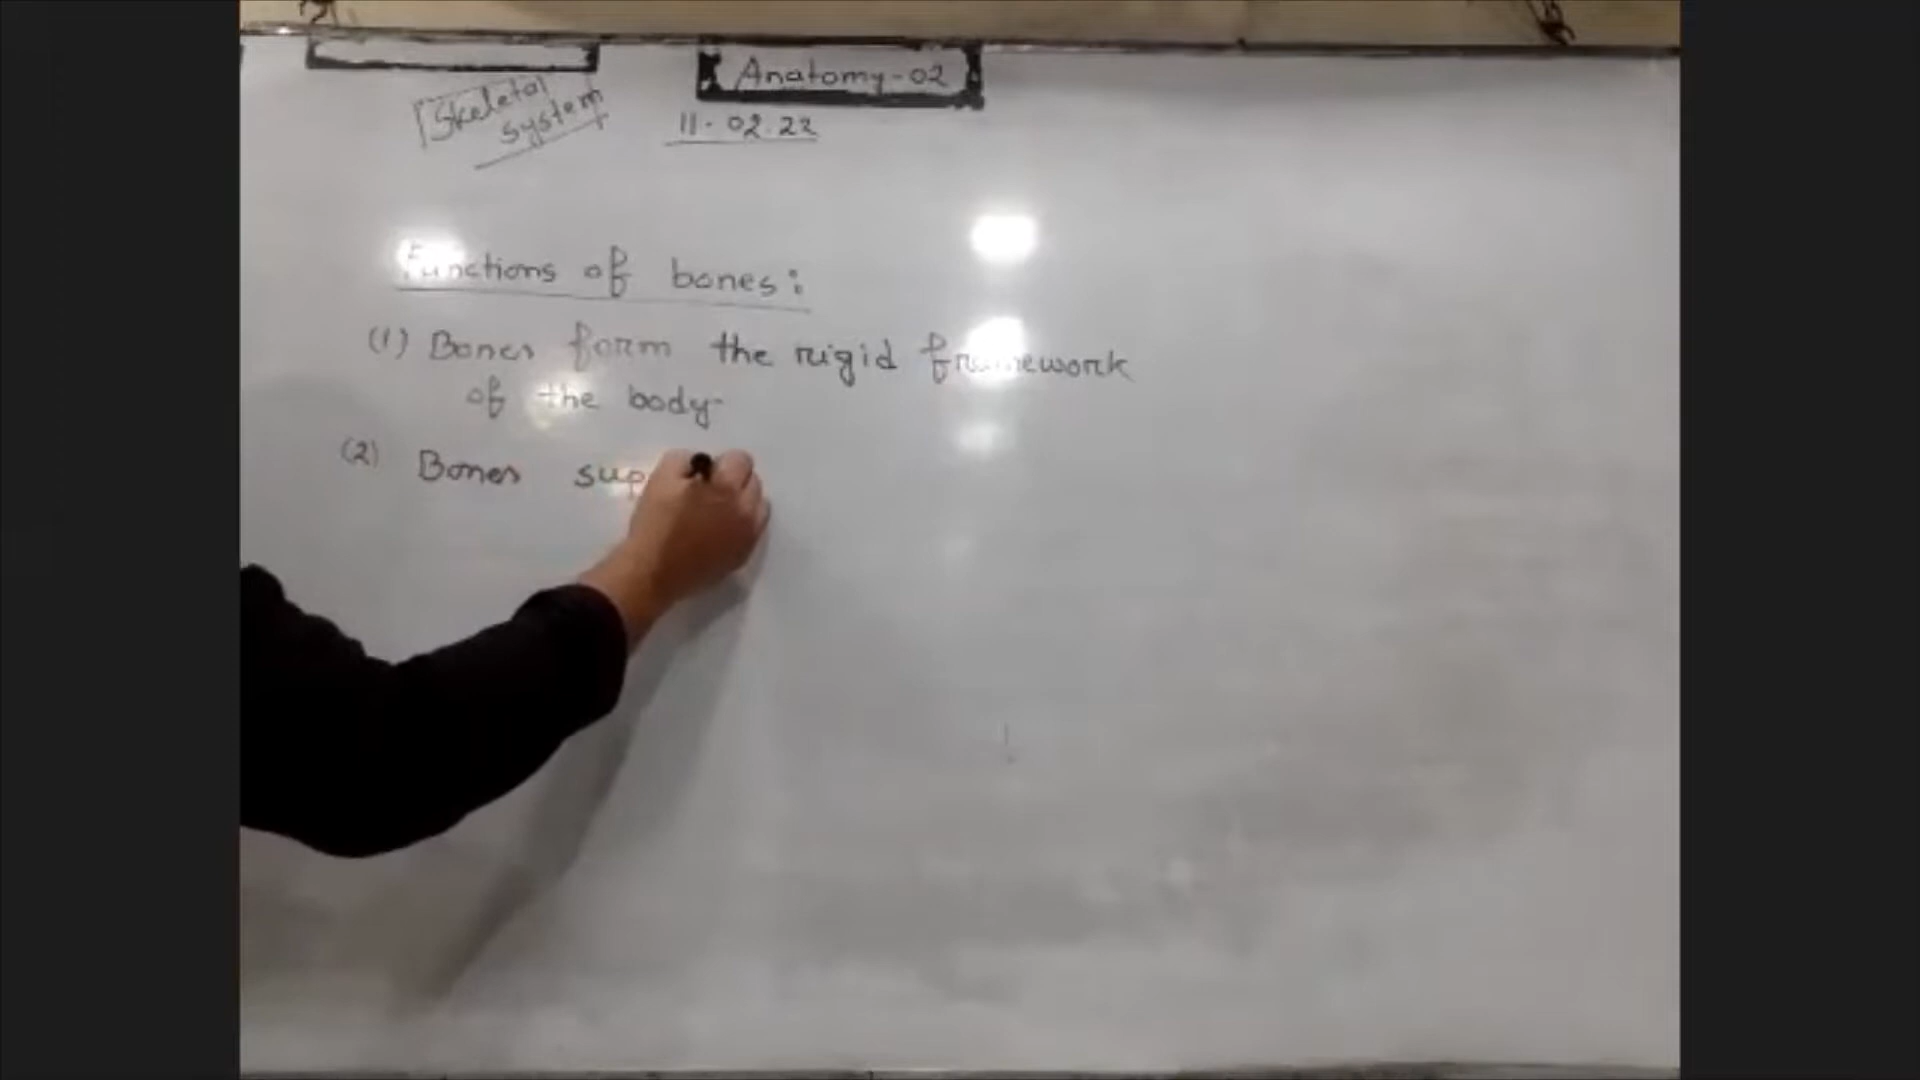 Anatomy-02
Skeletal
system
11.02.22
Functions of bones:
(1) Bones form the rigid framework
of the body.
(2) Bones sup